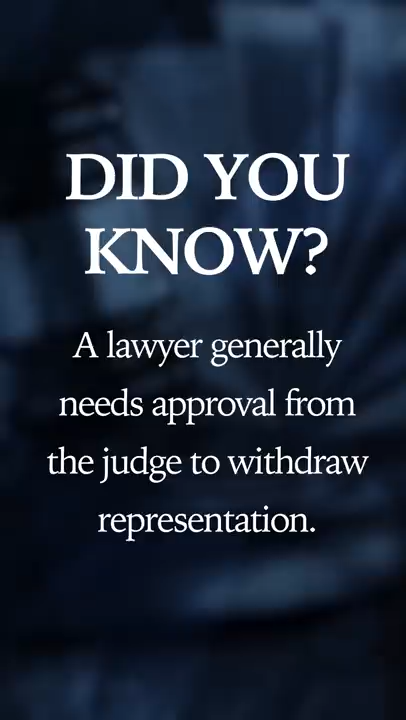 DID YOU
KNOW?
A lawyer generally
needs approval from
the judge to withdraw
representation.